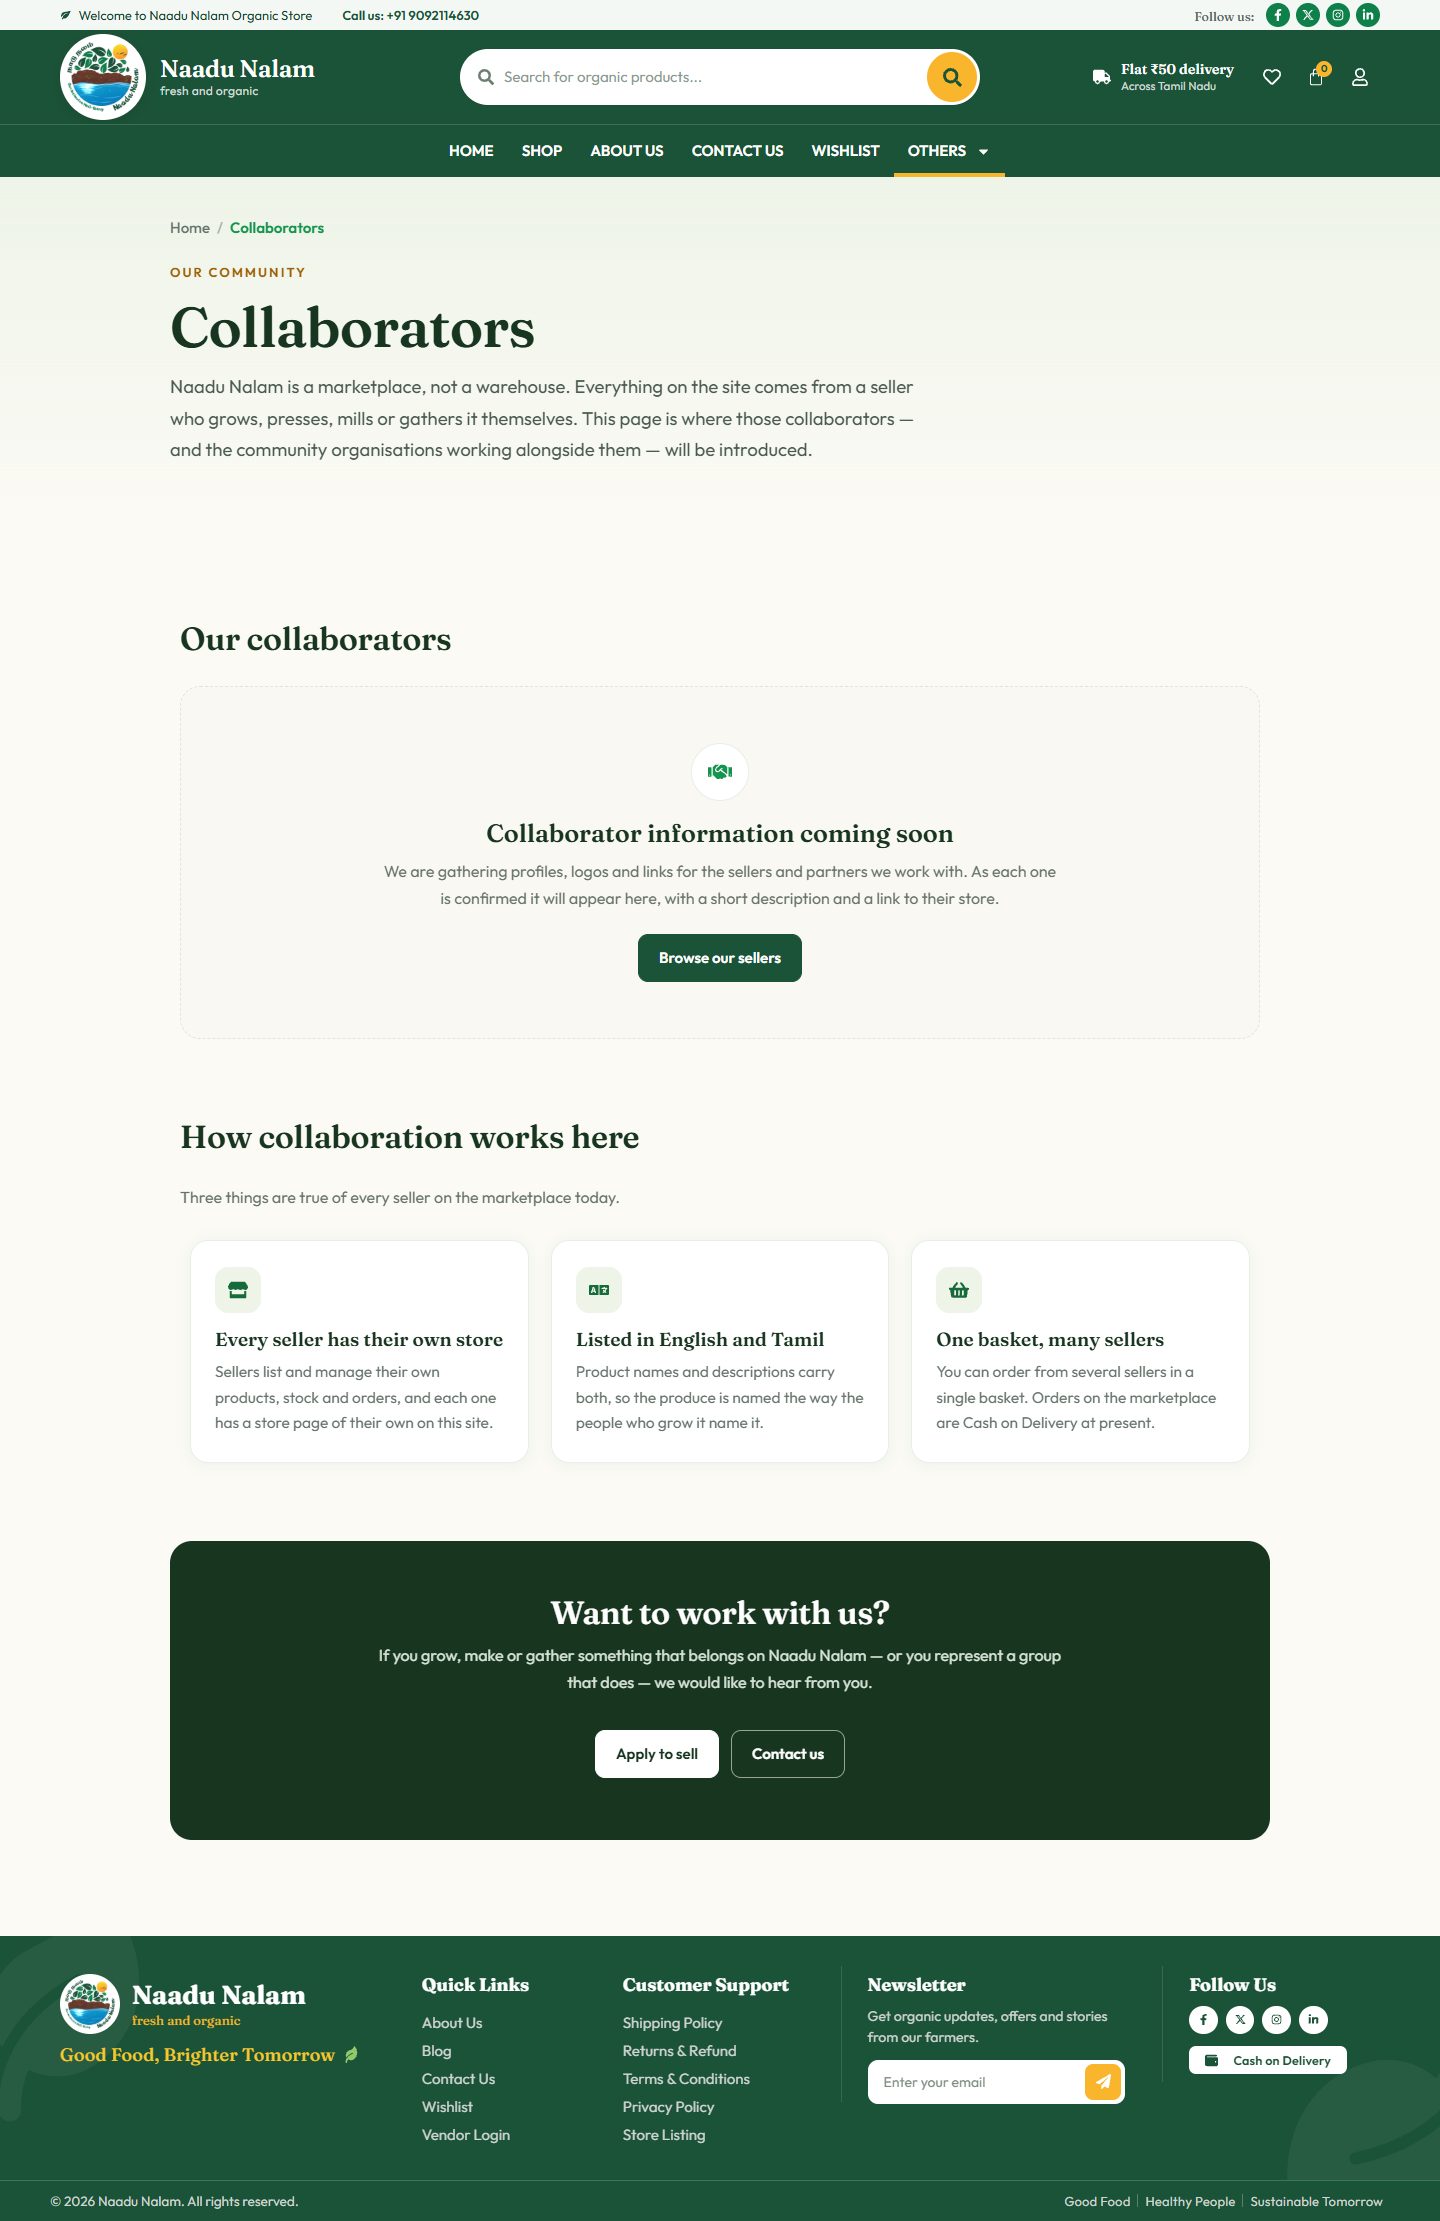 Welcome to Naadu Nalam Organic Store
Call us: +91 9092114630
Follow us:
Naadu Nalam
fresh and organic
Search for organic products...
Flat ₹50 delivery
Across Tamil Nadu
0
HOME
SHOP
ABOUT US
CONTACT US
WISHLIST
OTHERS
Home / Collaborators
OUR COMMUNITY
Collaborators
Naadu Nalam is a marketplace, not a warehouse. Everything on the site comes from a seller
who grows, presses, mills or gathers it themselves. This page is where those collaborators —
and the community organisations working alongside them — will be introduced.
Our collaborators
Collaborator information coming soon
We are gathering profiles, logos and links for the sellers and partners we work with. As each one
is confirmed it will appear here, with a short description and a link to their store.
Browse our sellers
How collaboration works here
Three things are true of every seller on the marketplace today.
Every seller has their own store
Sellers list and manage their own
products, stock and orders, and each one
has a store page of their own on this site.
Listed in English and Tamil
Product names and descriptions carry
both, so the produce is named the way the
people who grow it name it.
One basket, many sellers
You can order from several sellers in a
single basket. Orders on the marketplace
are Cash on Delivery at present.
Want to work with us?
If you grow, make or gather something that belongs on Naadu Nalam — or you represent a group
that does — we would like to hear from you.
Apply to sell
Contact us
Naadu Nalam
fresh and organic
Good Food, Brighter Tomorrow
Quick Links
About Us
Blog
Contact Us
Wishlist
Vendor Login
Customer Support
Shipping Policy
Returns & Refund
Terms & Conditions
Privacy Policy
Store Listing
Newsletter
Get organic updates, offers and stories
from our farmers.
Enter your email
Follow Us
Cash on Delivery
© 2026 Naadu Nalam. All rights reserved.
Good Food
Healthy People
Sustainable Tomorrow